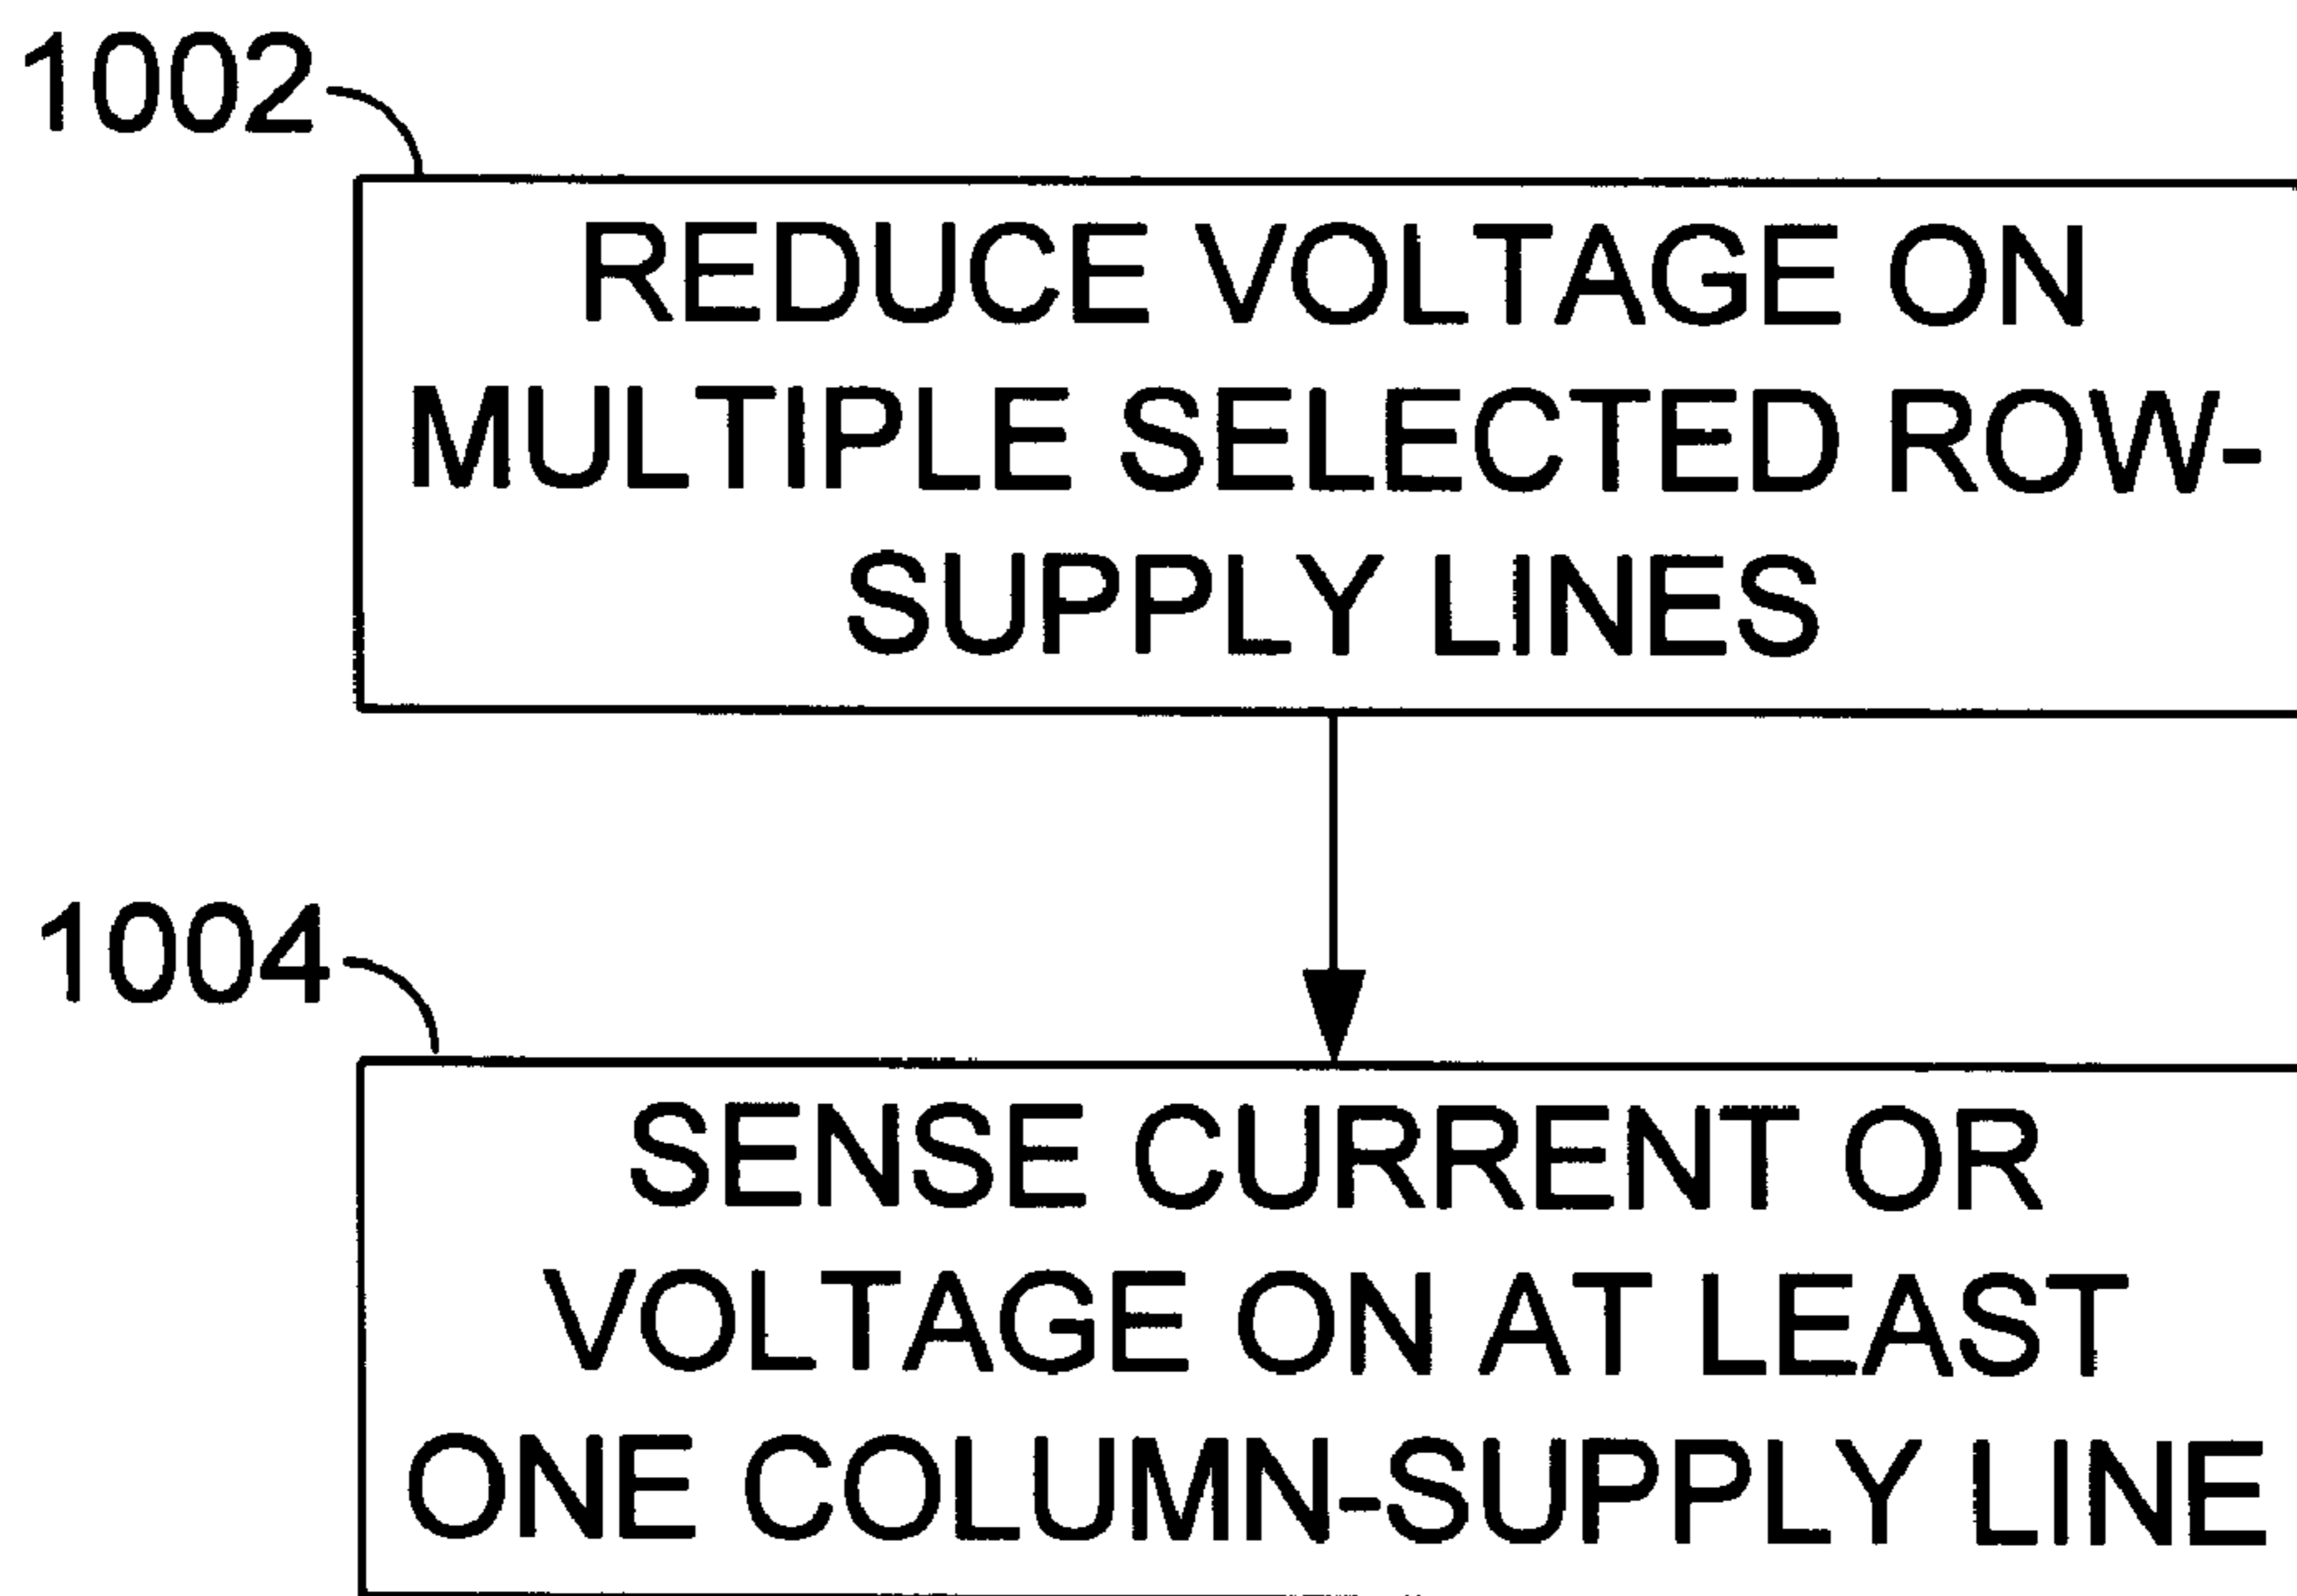 1002
REDUCE VOLTAGE ON
MULTIPLE SELECTED ROW-
SUPPLY LINES
1004
SENSE CURRENT OR
VOLTAGE ON AT LEAST
ONE COLUMN-SUPPLY LINE